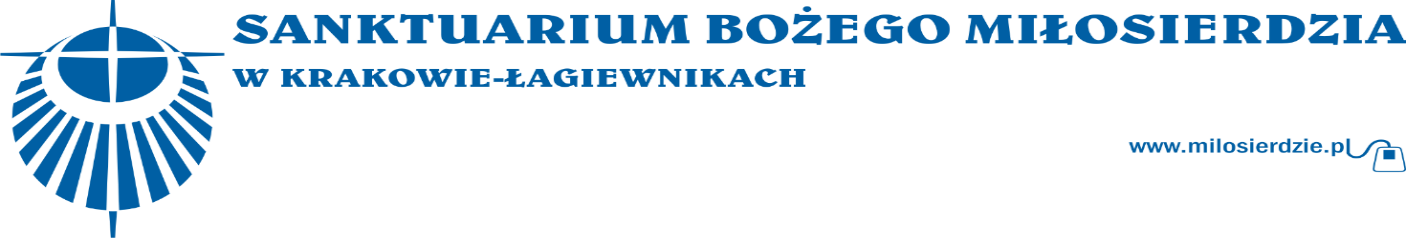 SANKTUARIUM BOŻEGO MIŁOSIERDZIA
W KRAKOWIE-ŁAGIEWNIKACH
www.milosierdzie.pl